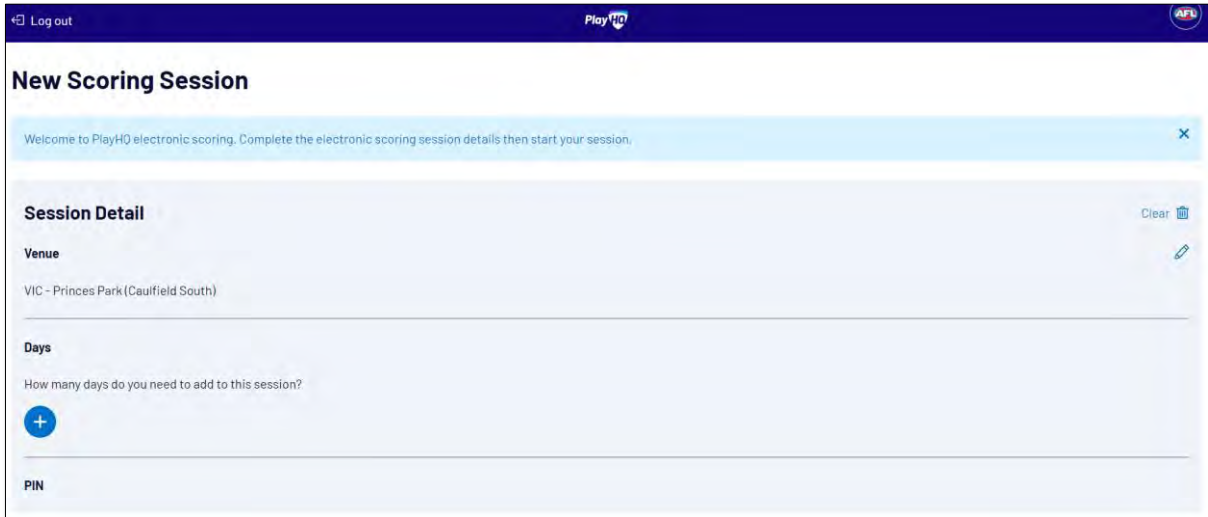 Log out
PlayHQ
AFL
New Scoring Session
Welcome to PlayHQ electronic scoring. Complete the electronic scoring session details then start your session.
Session Detail
Clear
Venue
VIC - Princes Park (Caulfield South)
Days
How many days do you need to add to this session?
PIN